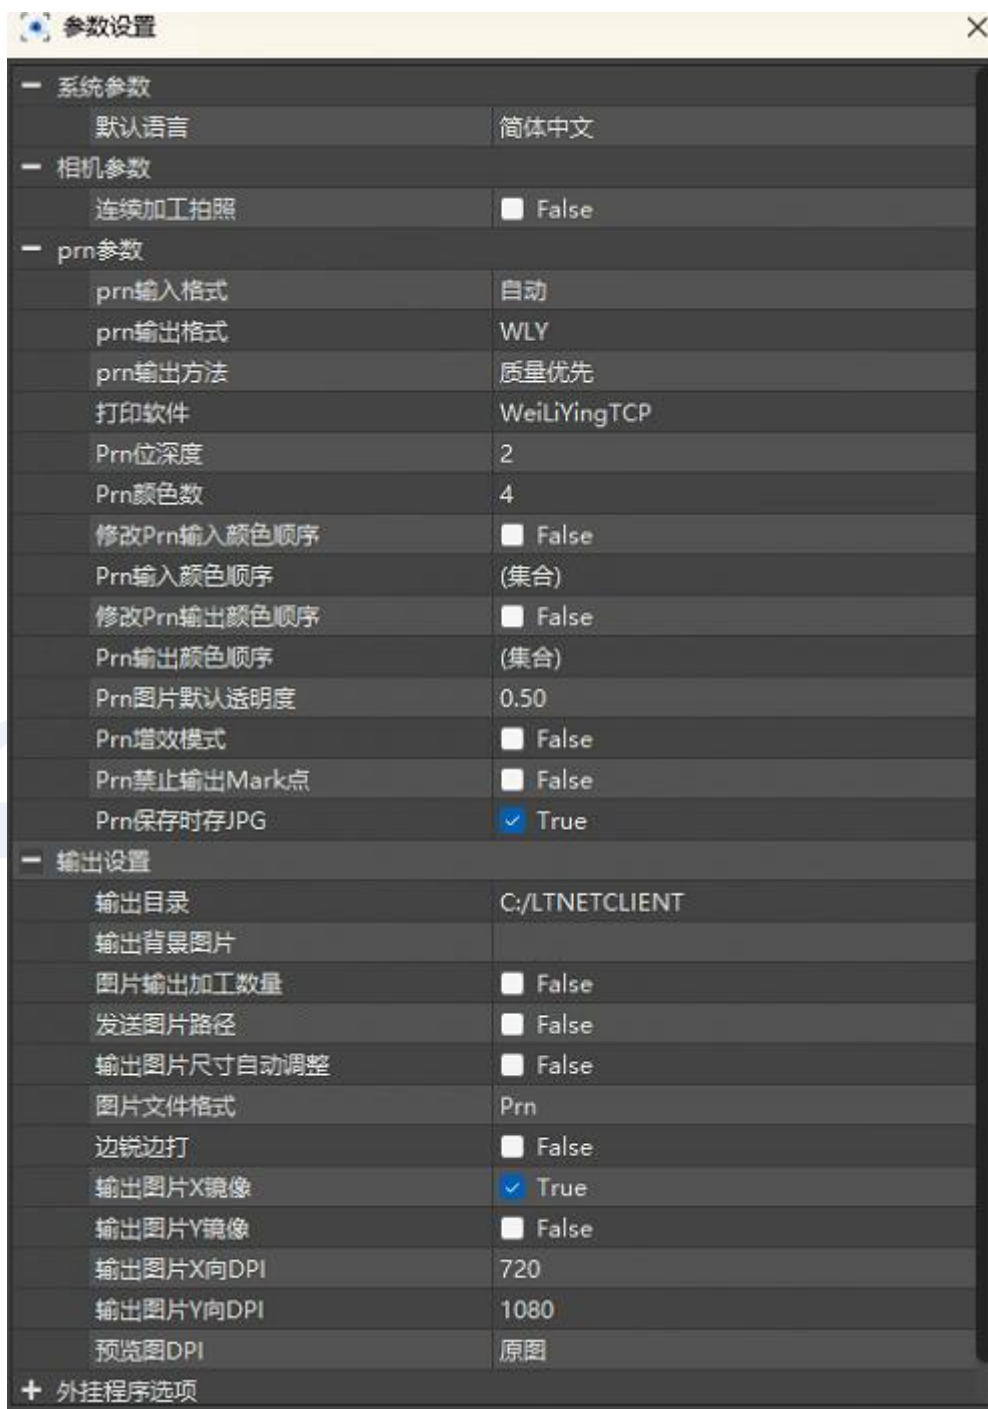 参数设置
系统参数
默认语言 简体中文
相机参数
连续加工拍照 False
prn参数
prn输入格式 自动
prn输出格式 WLY
prn输出方法 质量优先
打印软件 WeiLiYingTCP
Prn位深度 2
Prn颜色数 4
修改Prn输入颜色顺序 False
Prn输入颜色顺序 (集合)
修改Prn输出颜色顺序 False
Prn输出颜色顺序 (集合)
Prn图片默认透明度 0.50
Prn增效模式 False
Prn禁止输出Mark点 False
Prn保存时存JPG True
输出设置
输出目录 C:/LTNETCLIENT
输出背景图片
图片输出加工数量 False
发送图片路径 False
输出图片尺寸自动调整 False
图片文件格式 Prn
边锐边打 False
输出图片X镜像 True
输出图片Y镜像 False
输出图片X向DPI 720
输出图片Y向DPI 1080
预览图DPI 原图
外挂程序选项